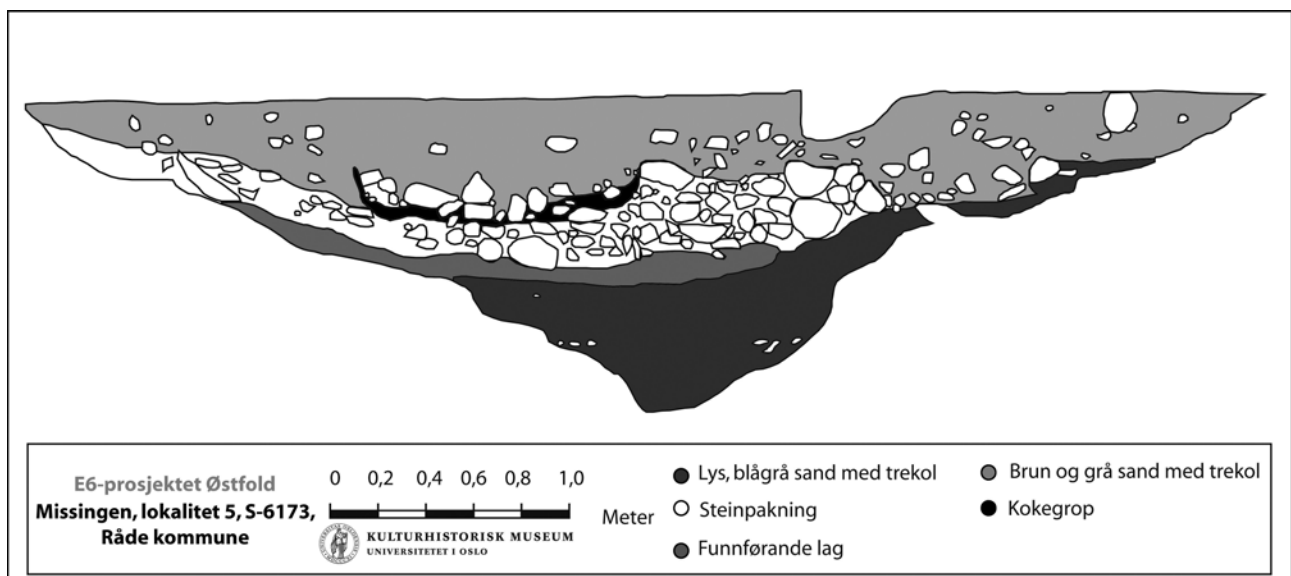 E6-prosjektet Østfold
Missingen, lokalitet 5, S-6173,
Råde kommune
0 0,2 0,4 0,6 0,8 1,0
Meter
KULTURHISTORISK MUSEUM
UNIVERSITETET I OSLO
Lys, blågrå sand med trekol
Steinpakning
Funnførande lag
Brun og grå sand med trekol
Kokegrop